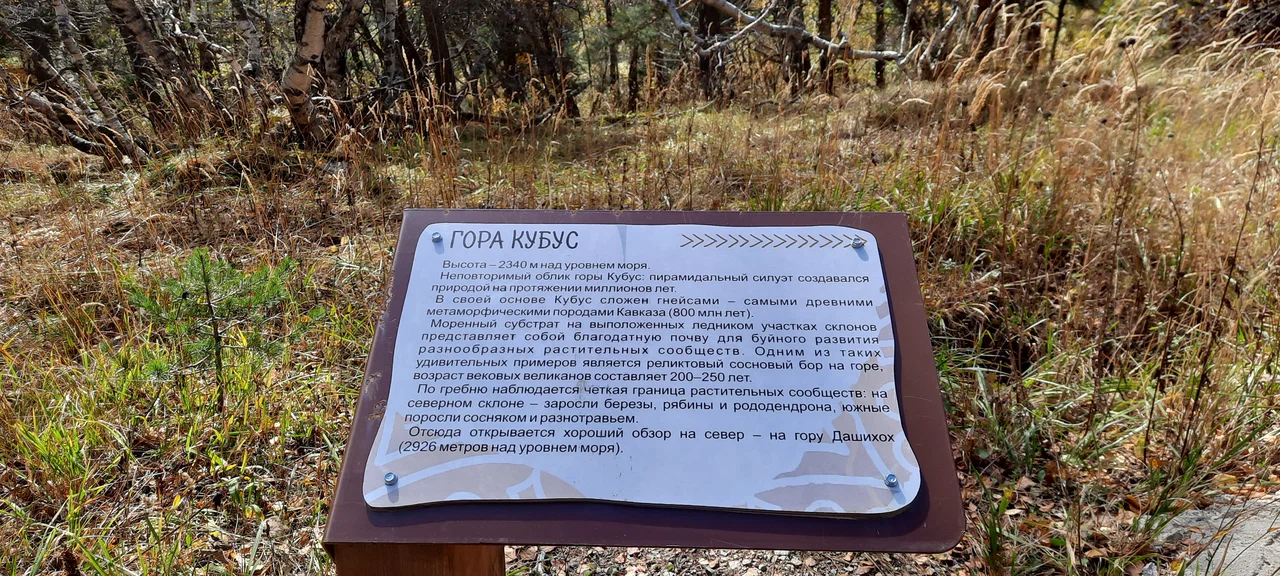 ГОРА КУБУС
Высота – 2340 м над уровнем моря.
Неповторимый облик горы Кубус: пирамидальный силуэт создавался
природой на протяжении миллионов лет.
В своей основе Кубус сложен гнейсами – самыми древними
метаморфическими породами Кавказа (800 млн лет).
Моренный субстрат на выположенных ледником участках склонов
представляет собой благодатную почву для буйного развития
разнообразных растительных сообществ. Одним из таких
удивительных примеров является реликтовый сосновый бор на горе,
возраст вековых великанов составляет 200–250 лет.
По гребню наблюдается четкая граница растительных сообществ: на
северном склоне – заросли березы, рябины и рододендрона, южные
поросли сосняком и разнотравьем.
Отсюда открывается хороший обзор на север – на гору Дашихох
(2926 метров над уровнем моря).